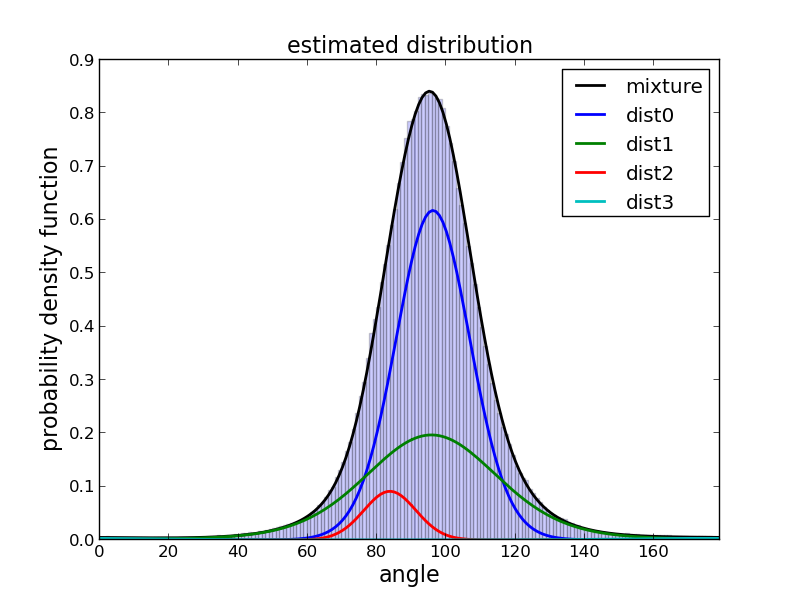 estimated distribution
0.9
0.8
0.7
0.6
0.5
0.4
0.3
0.2
0.1
0.0
probability density function
mixture
dist0
dist1
dist2
dist3
0 20 40 60 80 100 120 140 160
angle